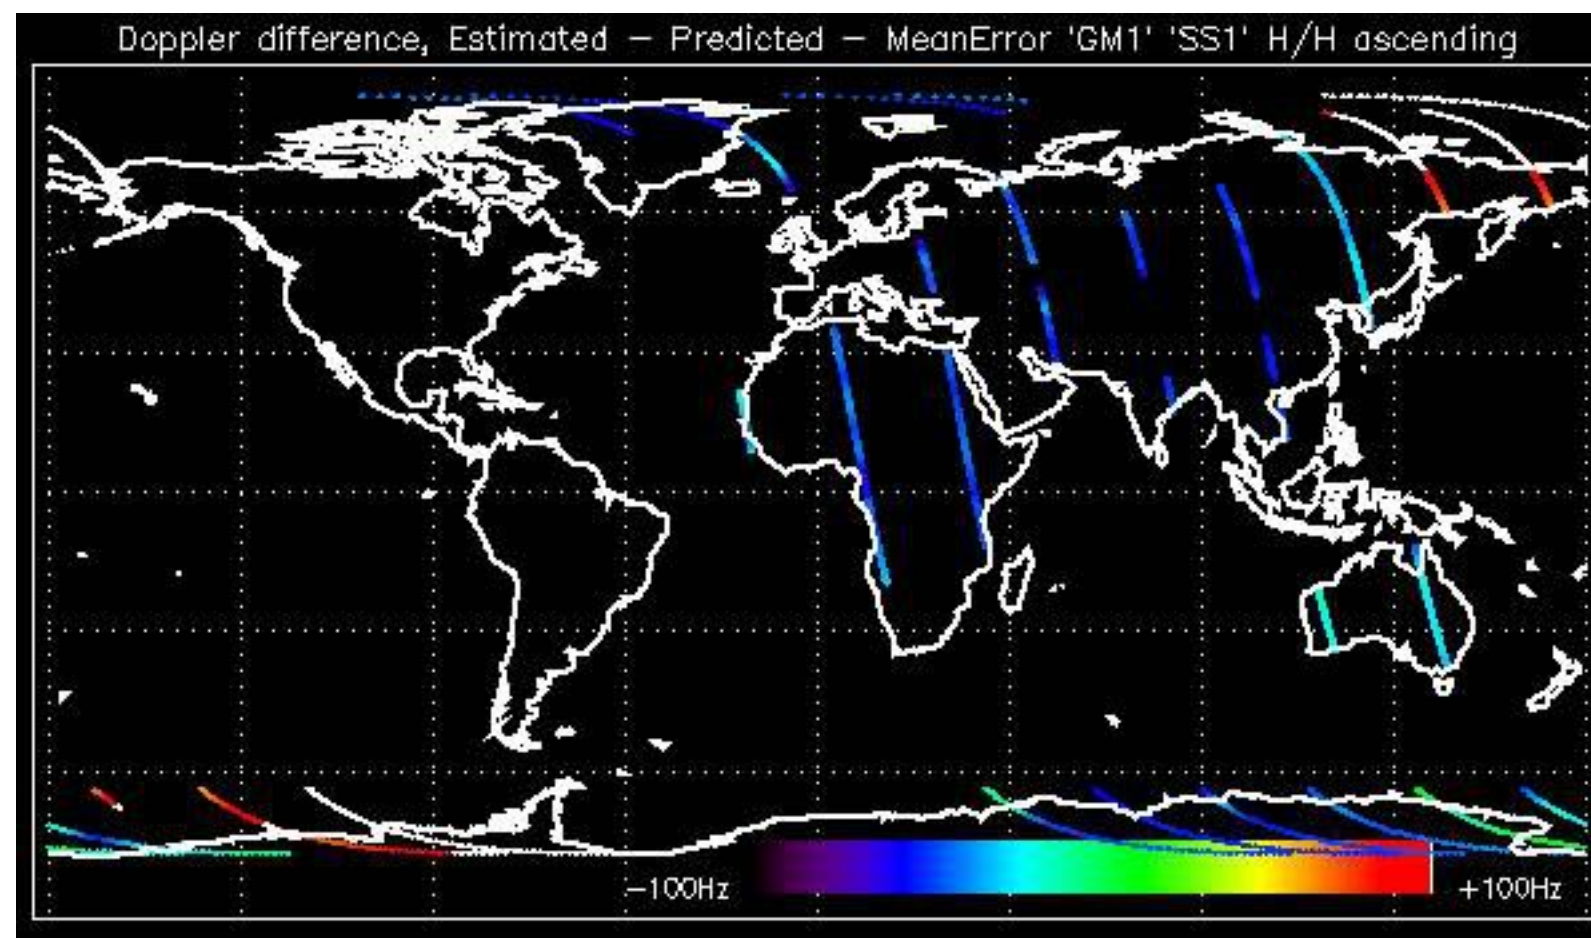 Doppler difference, Estimated – Predicted – MeanError 'GM1' 'SS1' H/H ascending
–100Hz
+100Hz